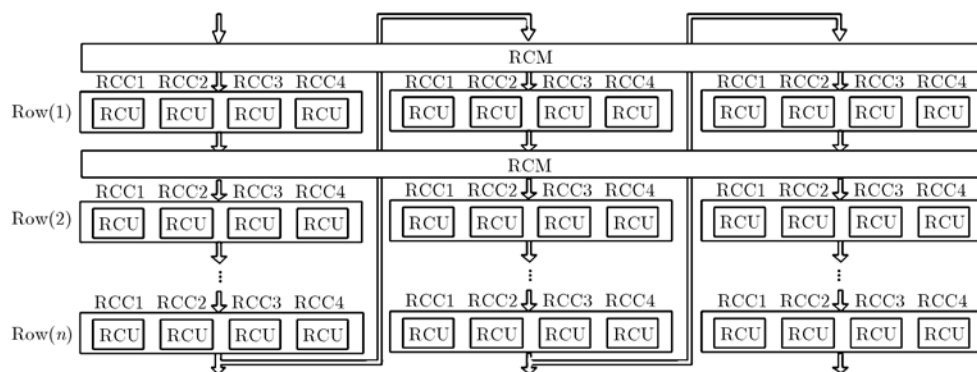 RCM
RCC1 RCC2 RCC3 RCC4 RCC1 RCC2 RCC3 RCC4 RCC1 RCC2 RCC3 RCC4
Row(1) RCU RCU RCU RCU RCU RCU RCU RCU RCU RCU RCU RCU
RCM
RCC1 RCC2 RCC3 RCC4 RCC1 RCC2 RCC3 RCC4 RCC1 RCC2 RCC3 RCC4
Row(2) RCU RCU RCU RCU RCU RCU RCU RCU RCU RCU RCU RCU
⋮ ⋮ ⋮
RCC1 RCC2 RCC3 RCC4 RCC1 RCC2 RCC3 RCC4 RCC1 RCC2 RCC3 RCC4
Row(n) RCU RCU RCU RCU RCU RCU RCU RCU RCU RCU RCU RCU